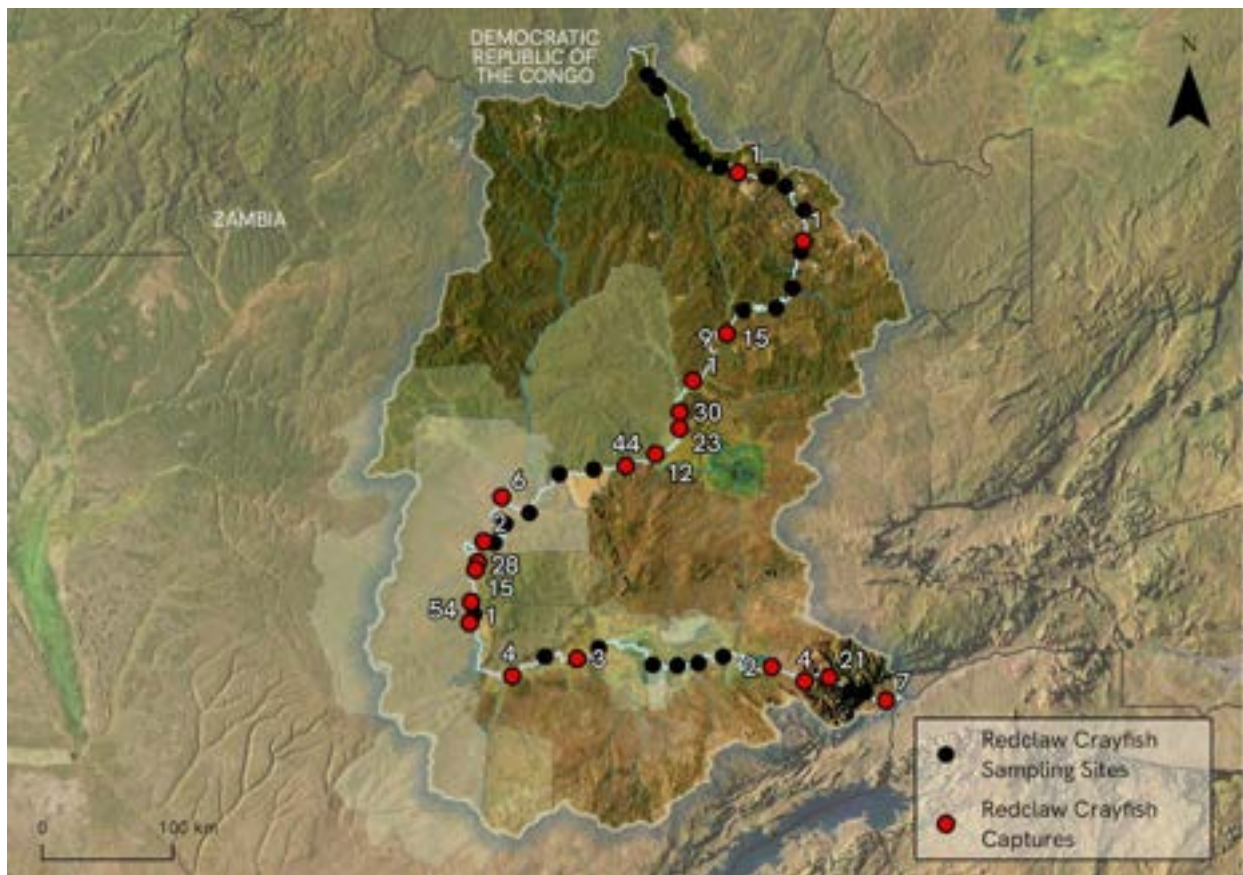 DEMOCRATIC
REPUBLIC OF
THE CONGO
N
1
ZAMBIA
1
9
15
1
30
23
44
12
6
2
28
15
54
1
4
3
2
4
21
7
Redclaw Crayfish
Sampling Sites
Redclaw Crayfish
Captures
0
100 km